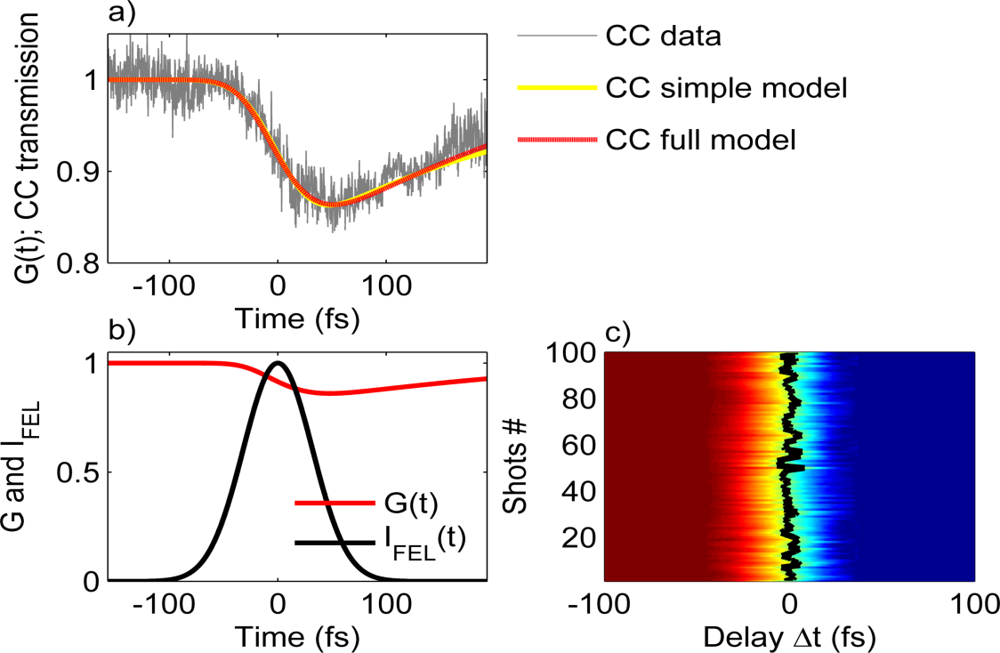 a)
G(t); CC transmission
1
0.9
0.8
-100 0 100
Time (fs)
CC data
CC simple model
CC full model
b)
G and I_FEL
1
0.5
0
G(t)
I_FEL(t)
-100 0 100
Time (fs)
c)
Shots #
100
80
60
40
20
-100 0 100
Delay Δt (fs)